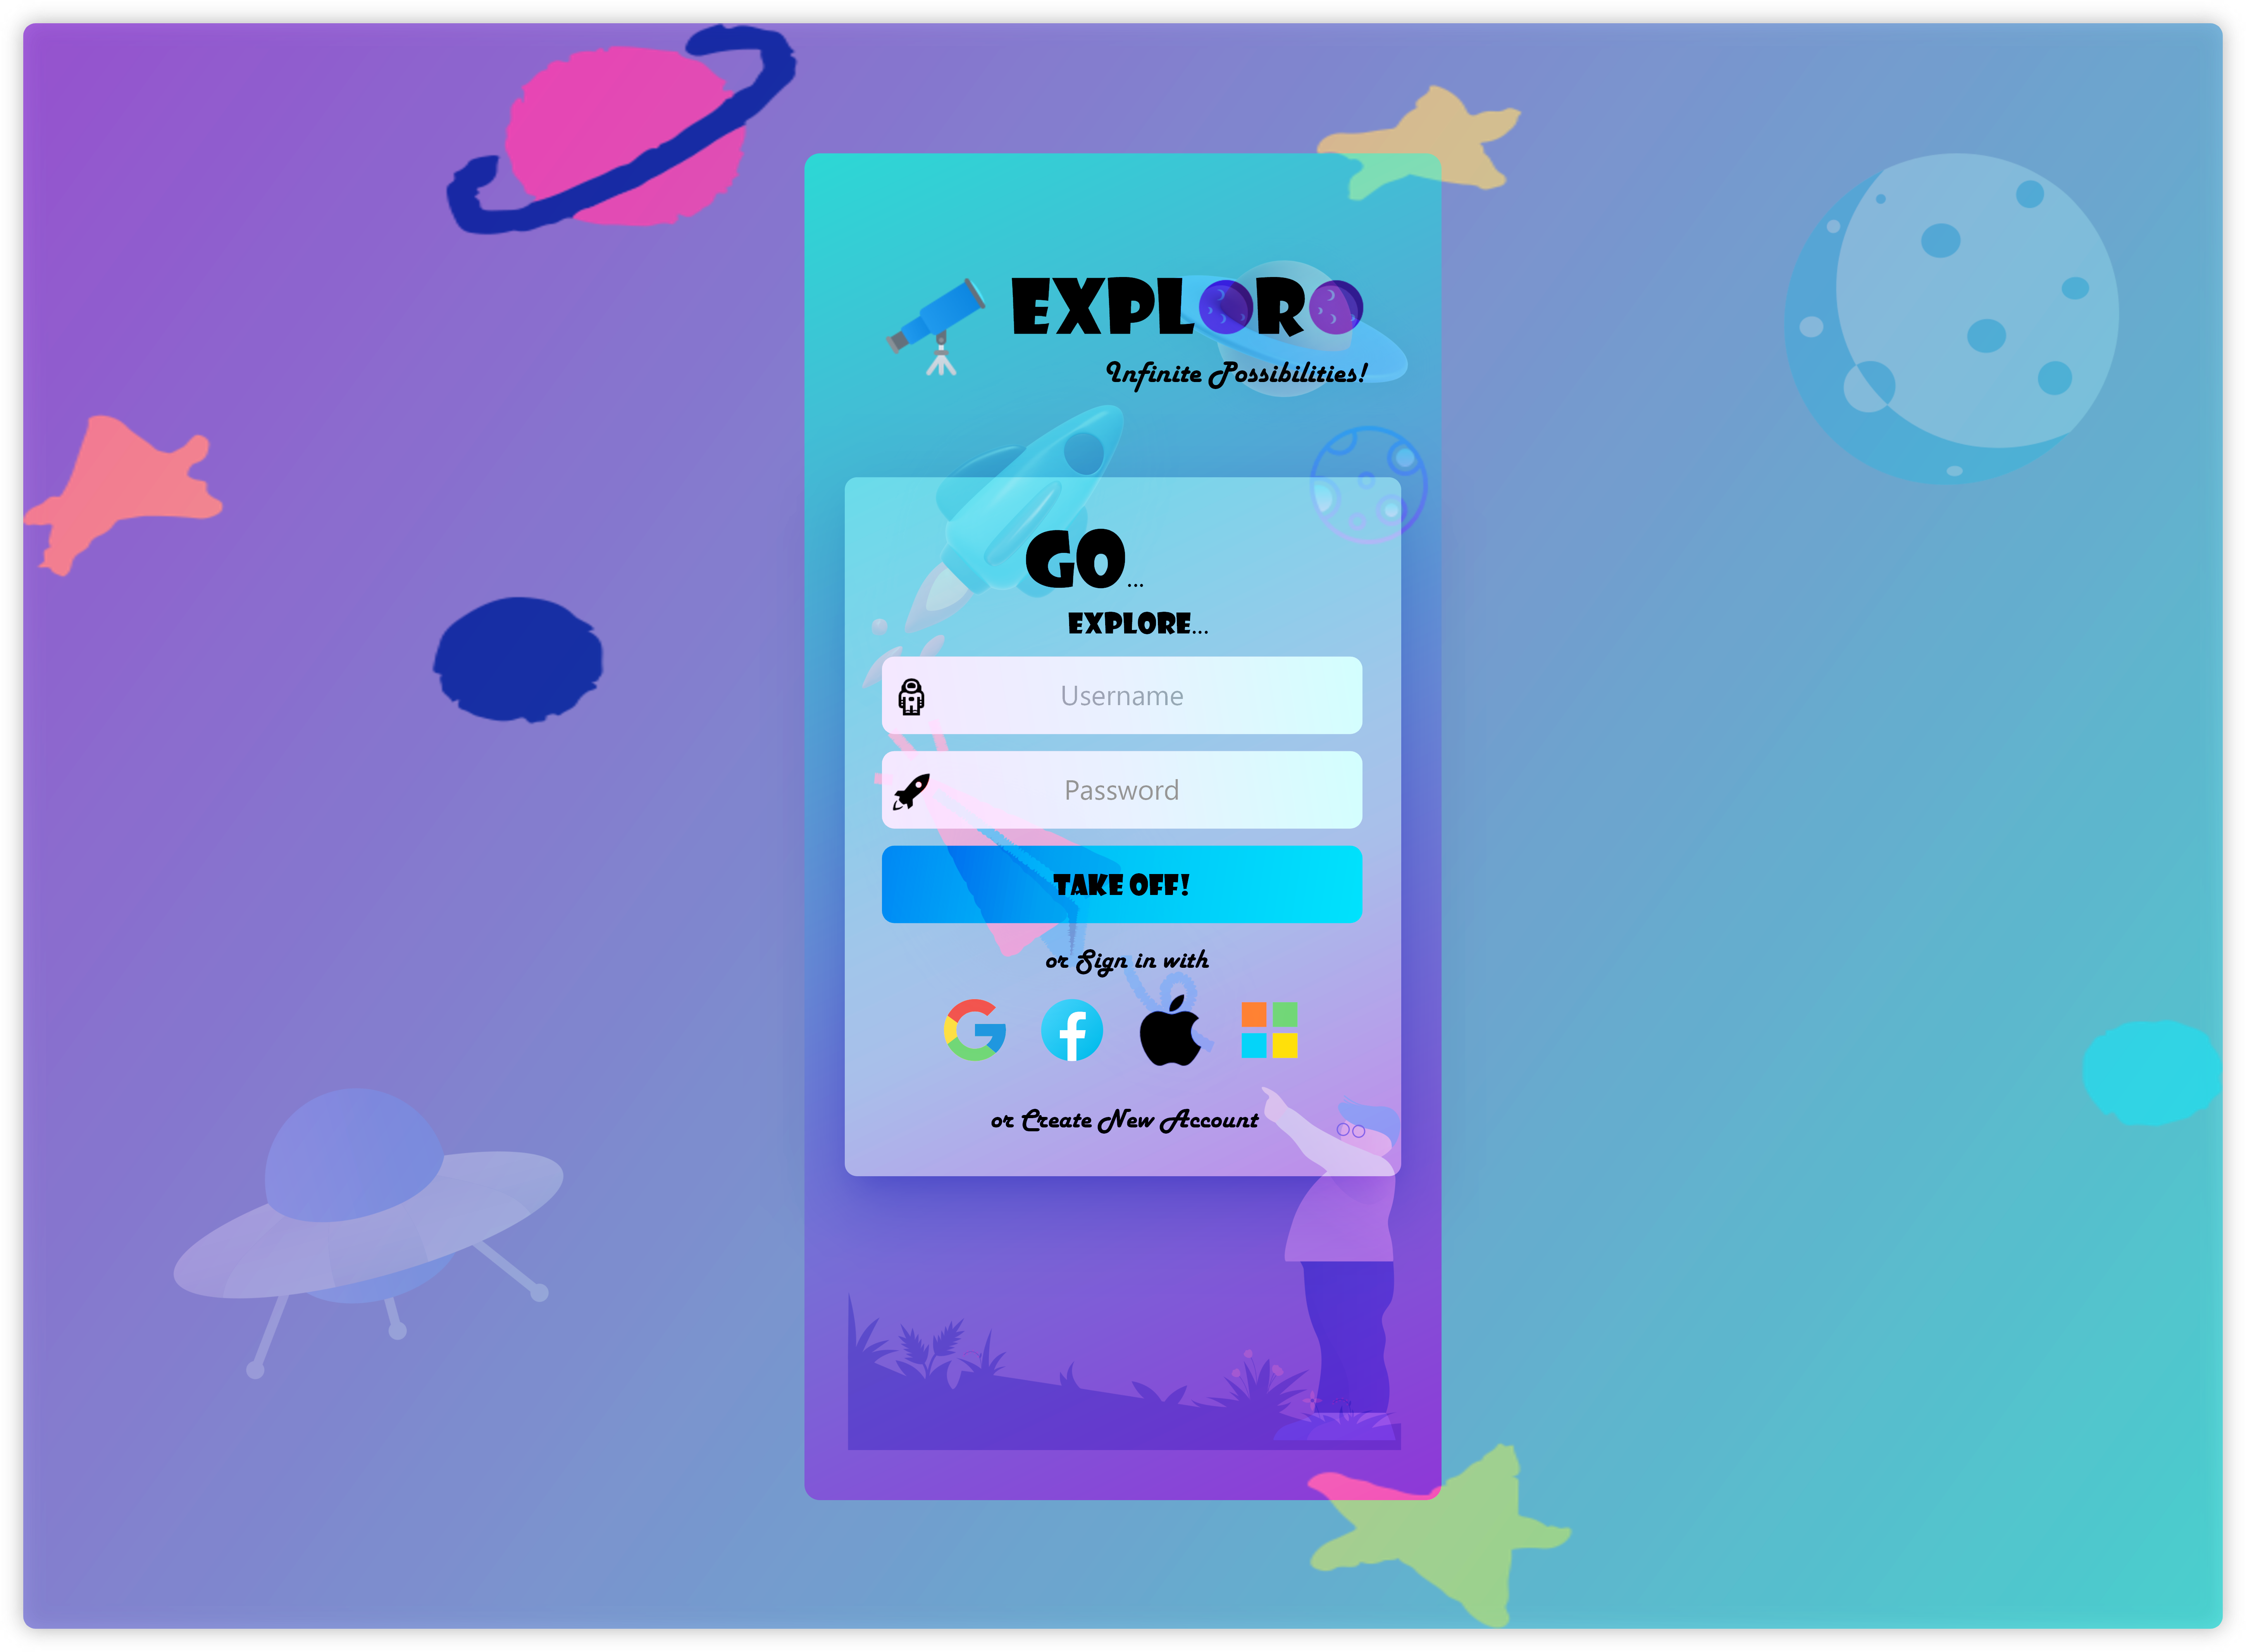 EXPLORO
Infinite Possibilities!
GO...
EXPLORE...
Username
Password
TAKE OFF!
or Sign in with
or Create New Account